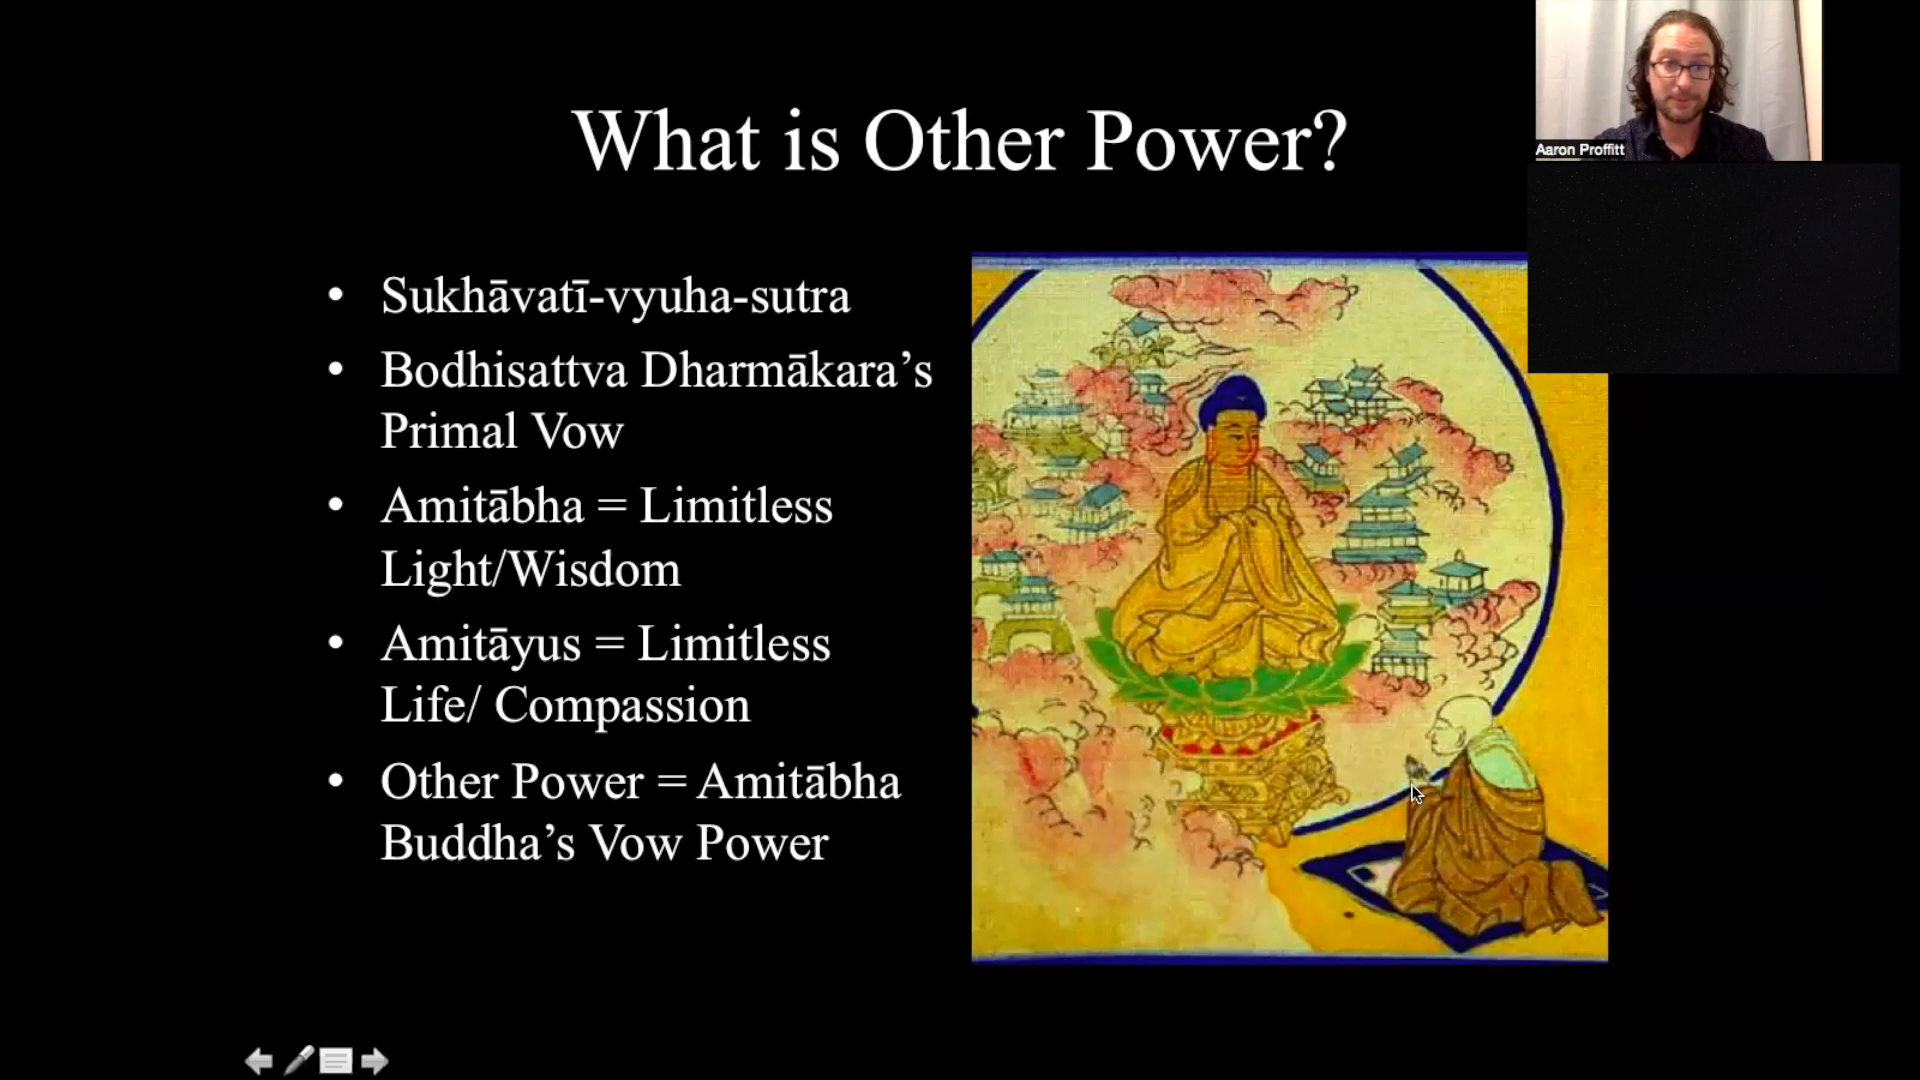 What is Other Power?
Aaron Proffitt
• Sukhāvatī-vyuha-sutra
• Bodhisattva Dharmākara’s
Primal Vow
• Amitābha = Limitless
Light/Wisdom
• Amitāyus = Limitless
Life/ Compassion
• Other Power = Amitābha
Buddha’s Vow Power